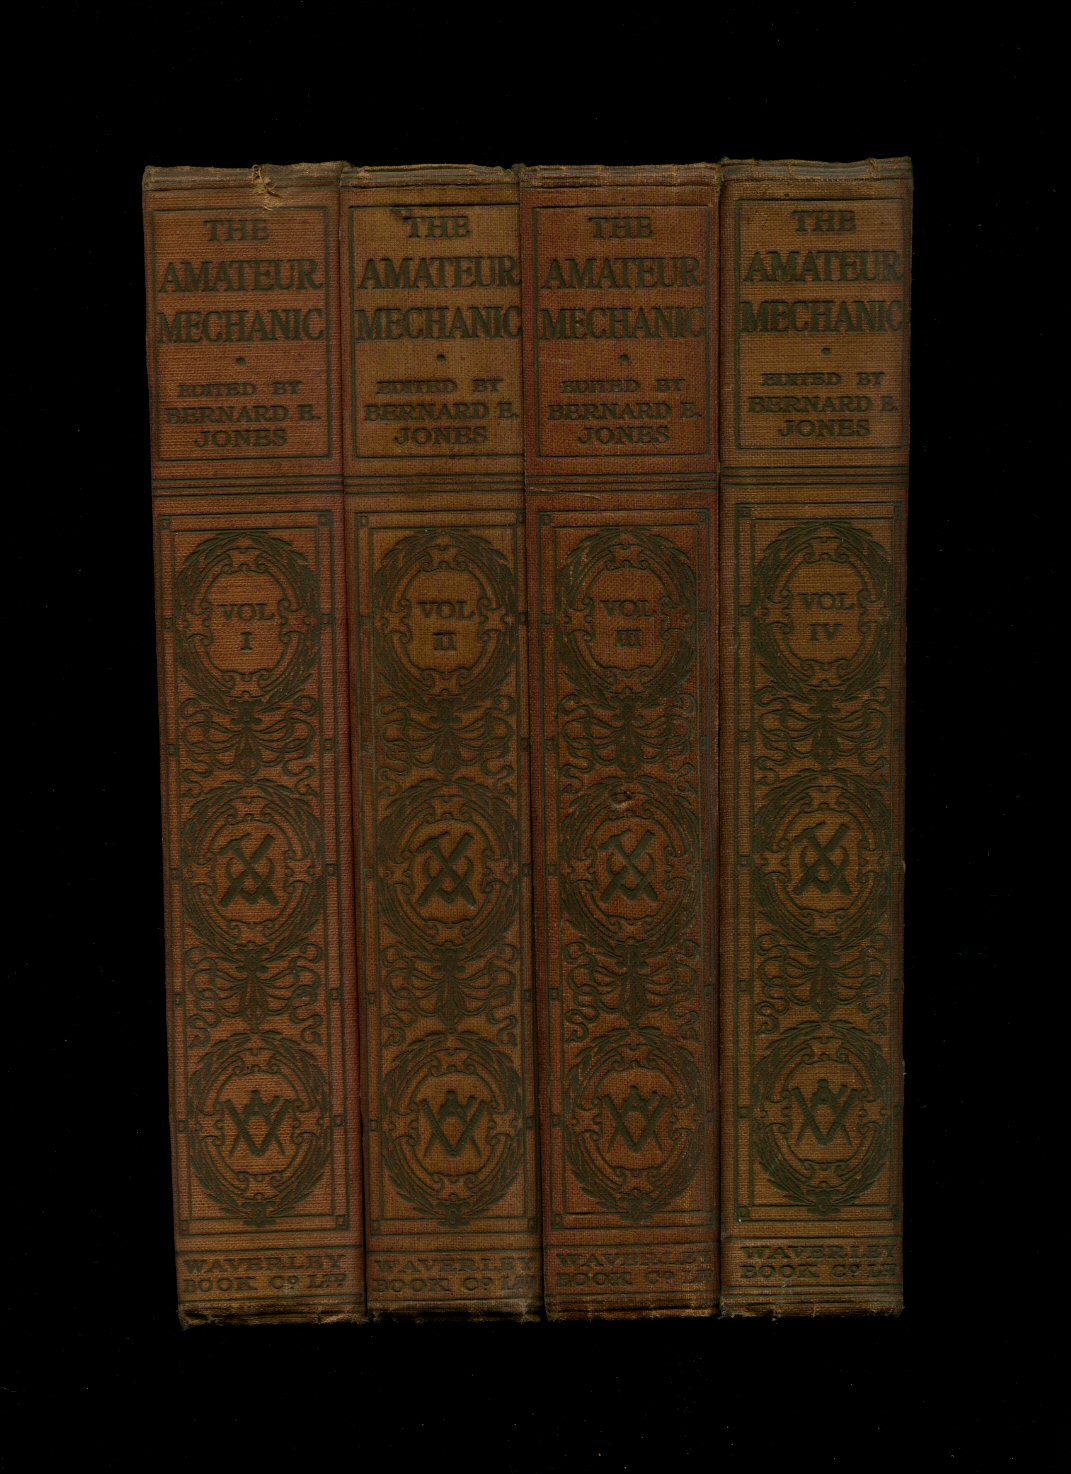 THE
AMATEUR
MECHANIC
•
EDITED BY
BERNARD E.
JONES
VOL
I
WAVERLEY
BOOK Co LTD
THE
AMATEUR
MECHANIC
•
EDITED BY
BERNARD E.
JONES
VOL
II
WAVERLEY
BOOK Co LTD
THE
AMATEUR
MECHANIC
•
EDITED BY
BERNARD E.
JONES
VOL
III
WAVERLEY
BOOK Co L
THE
AMATEUR
MECHANIC
•
EDITED BY
BERNARD E.
JONES
VOL
IV
WAVERLEY
BOOK Co LT